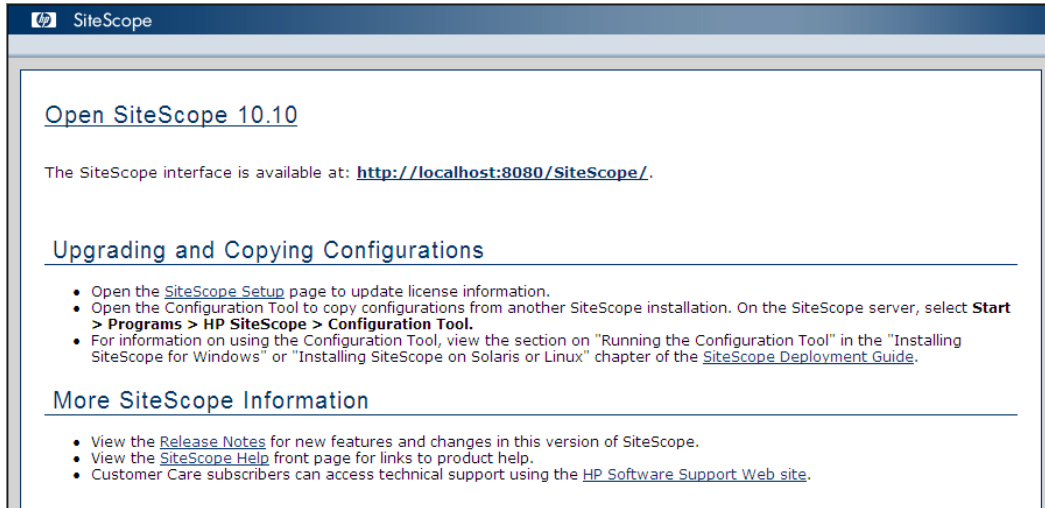 hp SiteScope
Open SiteScope 10.10
The SiteScope interface is available at: http://localhost:8080/SiteScope/.
Upgrading and Copying Configurations
• Open the SiteScope Setup page to update license information.
• Open the Configuration Tool to copy configurations from another SiteScope installation. On the SiteScope server, select Start
> Programs > HP SiteScope > Configuration Tool.
• For information on using the Configuration Tool, view the section on "Running the Configuration Tool" in the "Installing
SiteScope for Windows" or "Installing SiteScope on Solaris or Linux" chapter of the SiteScope Deployment Guide.
More SiteScope Information
• View the Release Notes for new features and changes in this version of SiteScope.
• View the SiteScope Help front page for links to product help.
• Customer Care subscribers can access technical support using the HP Software Support Web site.